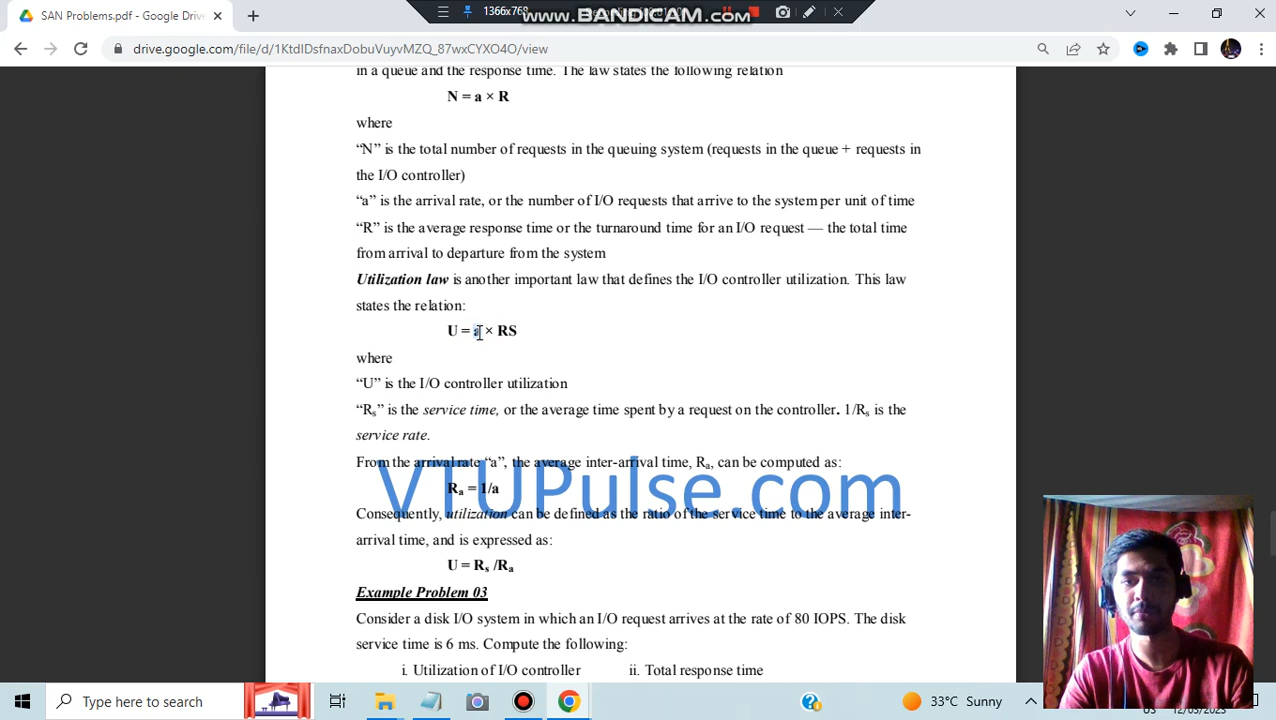 SAN Problems.pdf - Google Drive
1366x768
www.BANDICAM.com
drive.google.com/file/d/1KtdIDsfnaxDobuVuyvMZQ_87wxCYXO4O/view
in a queue and the response time. The law states the following relation
N = a × R
where
“N” is the total number of requests in the queuing system (requests in the queue + requests in
the I/O controller)
“a” is the arrival rate, or the number of I/O requests that arrive to the system per unit of time
“R” is the average response time or the turnaround time for an I/O request — the total time
from arrival to departure from the system
Utilization law is another important law that defines the I/O controller utilization. This law
states the relation:
U = a × RS
where
“U” is the I/O controller utilization
“Rs” is the service time, or the average time spent by a request on the controller. 1/Rs is the
service rate.
From the arrival rate “a”, the average inter-arrival time, Ra, can be computed as:
VTUPulse.com
Ra = 1/a
Consequently, utilization can be defined as the ratio of the service time to the average inter-
arrival time, and is expressed as:
U = Rs /Ra
Example Problem 03
Consider a disk I/O system in which an I/O request arrives at the rate of 80 IOPS. The disk
service time is 6 ms. Compute the following:
i. Utilization of I/O controller ii. Total response time
Type here to search
33°C Sunny
12/03/2023